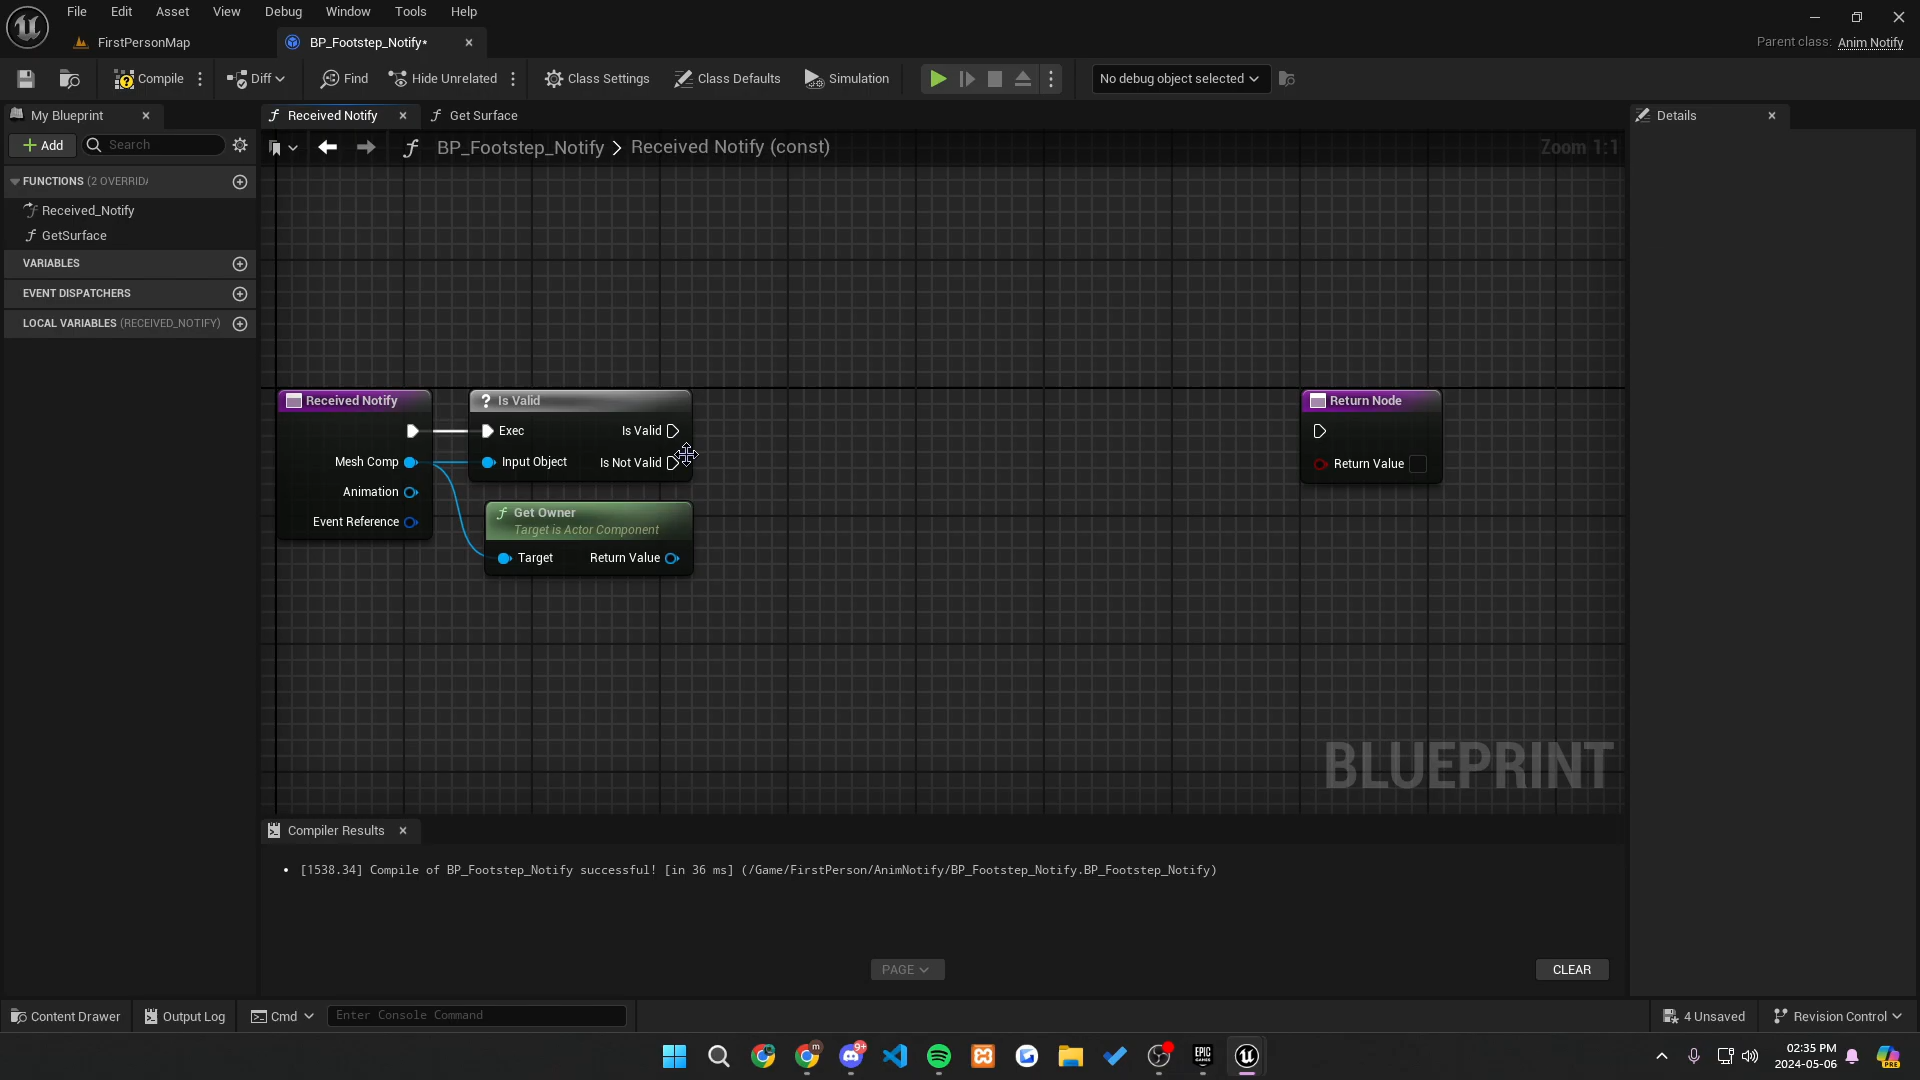 File Edit Asset View Debug Window Tools Help
FirstPersonMap
BP_Footstep_Notify*
Parent class: Anim Notify
Compile
Diff
Find
Hide Unrelated
Class Settings
Class Defaults
Simulation
No debug object selected
My Blueprint
Received Notify
Get Surface
Details
Add
Search
BP_Footstep_Notify > Received Notify (const)
Zoom 1:1
FUNCTIONS (2 OVERRIDA
Received_Notify
GetSurface
VARIABLES
EVENT DISPATCHERS
LOCAL VARIABLES (RECEIVED_NOTIFY)
Received Notify
Mesh Comp
Animation
Event Reference
? Is Valid
Exec
Is Valid
Input Object
Is Not Valid
Get Owner
Target is Actor Component
Target
Return Value
Return Node
Return Value
BLUEPRINT
Compiler Results
• [1538.34] Compile of BP_Footstep_Notify successful! [in 36 ms] (/Game/FirstPerson/AnimNotify/BP_Footstep_Notify.BP_Footstep_Notify)
PAGE
CLEAR
Content Drawer
Output Log
Cmd
Enter Console Command
4 Unsaved
Revision Control
m
9+
EPIC
GAMES
02:35 PM
2024-05-06
PRE